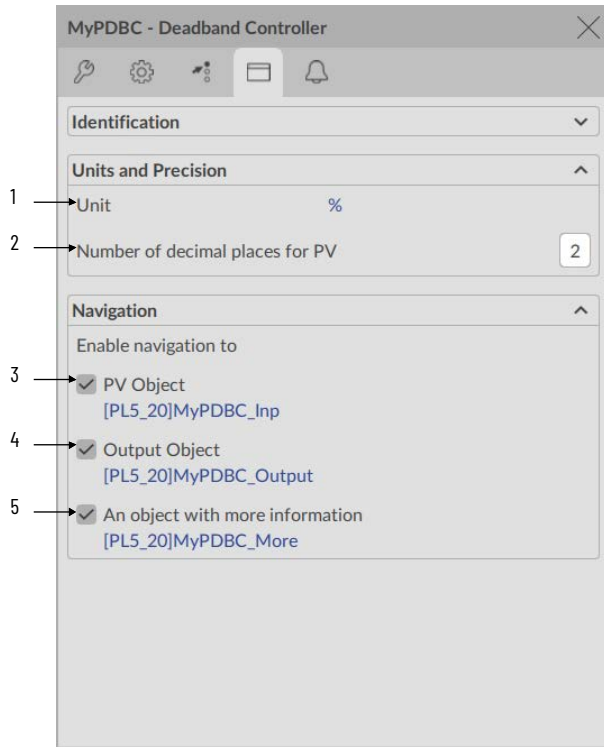 MyPDBC - Deadband Controller
Identification
Units and Precision
1 Unit %
2 Number of decimal places for PV 2
Navigation
Enable navigation to
3 PV Object
[PL5_20]MyPDBC_Inp
4 Output Object
[PL5_20]MyPDBC_Output
5 An object with more information
[PL5_20]MyPDBC_More